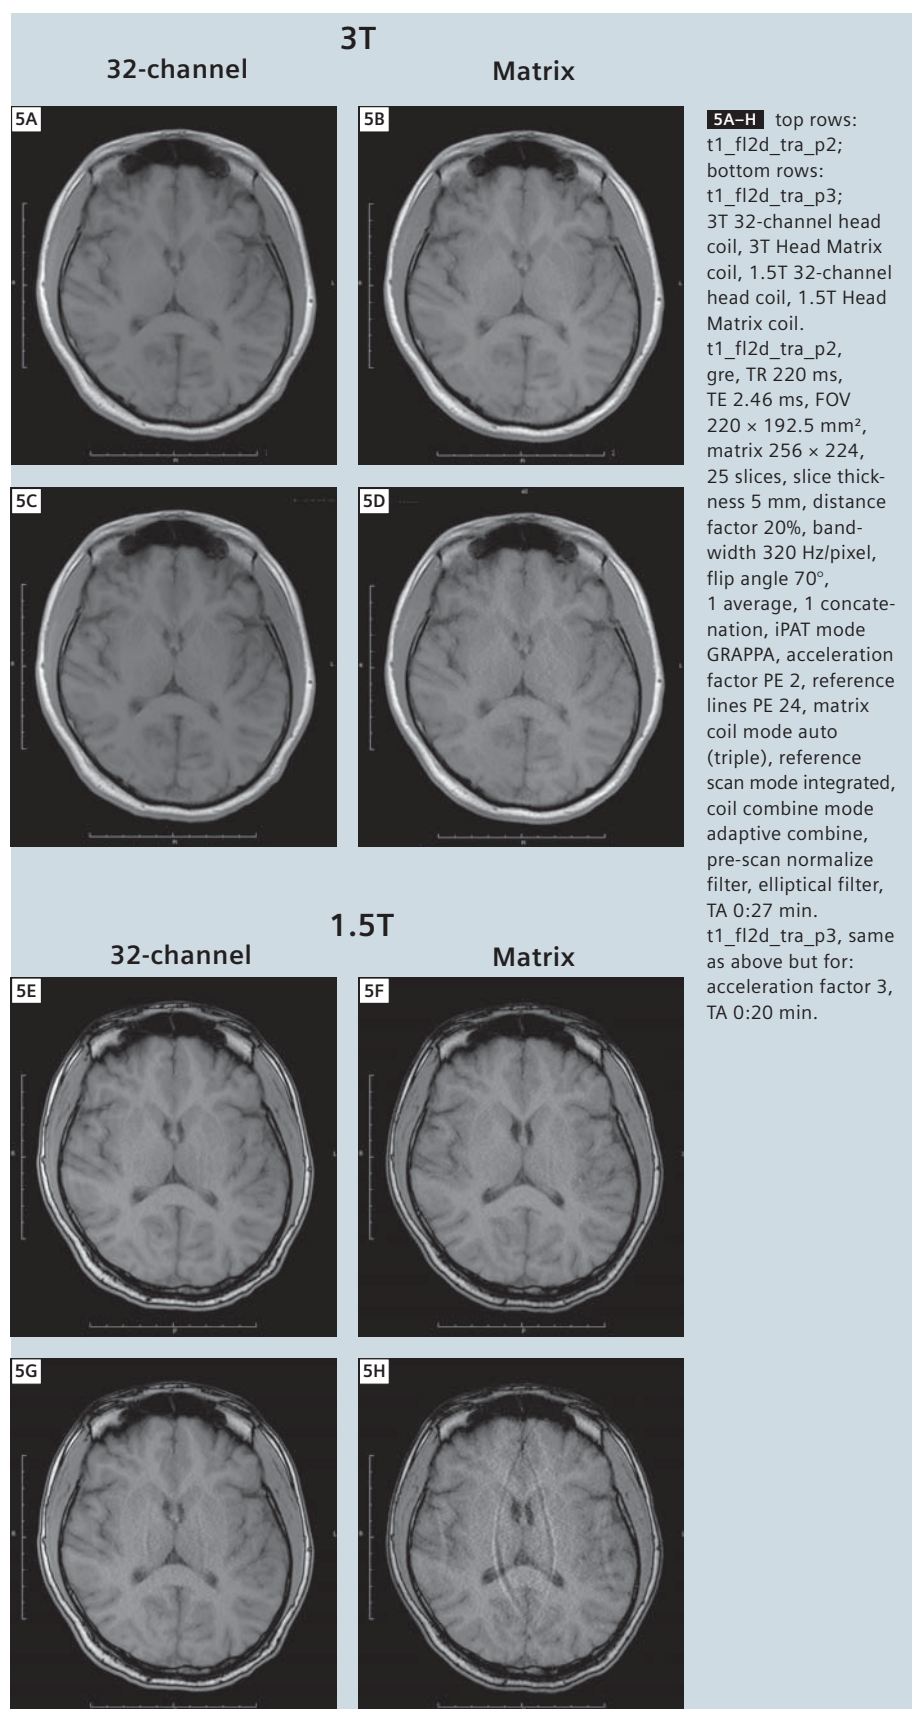 3T
32-channel
Matrix
5A
5B
5C
5D
5A–H top rows:
t1_fl2d_tra_p2;
bottom rows:
t1_fl2d_tra_p3;
3T 32-channel head
coil, 3T Head Matrix
coil, 1.5T 32-channel
head coil, 1.5T Head
Matrix coil.
t1_fl2d_tra_p2,
gre, TR 220 ms,
TE 2.46 ms, FOV
220 × 192.5 mm²,
matrix 256 × 224,
25 slices, slice thick-
ness 5 mm, distance
factor 20%, band-
width 320 Hz/pixel,
flip angle 70°,
1 average, 1 concate-
nation, iPAT mode
GRAPPA, acceleration
factor PE 2, reference
lines PE 24, matrix
coil mode auto
(triple), reference
scan mode integrated,
coil combine mode
adaptive combine,
pre-scan normalize
filter, elliptical filter,
TA 0:27 min.
t1_fl2d_tra_p3, same
as above but for:
acceleration factor 3,
TA 0:20 min.
1.5T
32-channel
Matrix
5E
5F
5G
5H